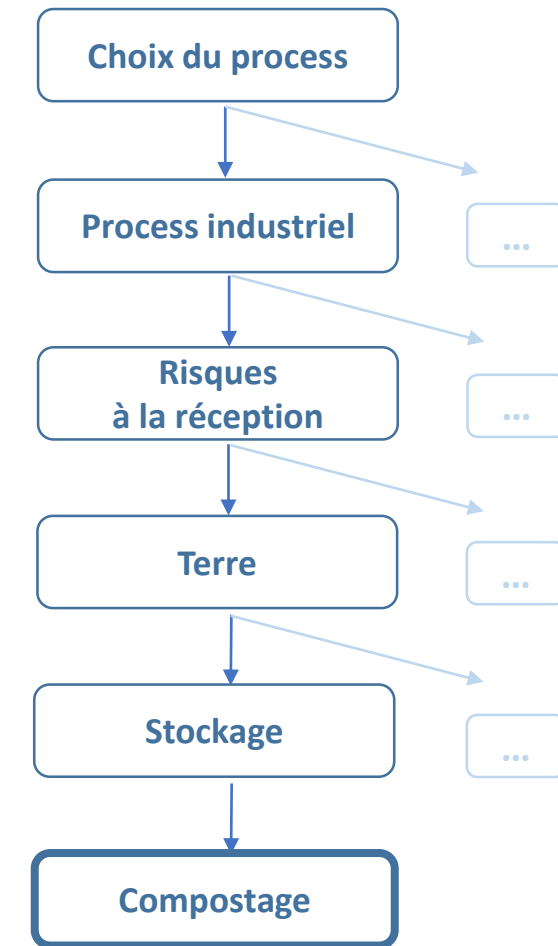 Choix du process
Process industriel
...
Risques
à la réception
...
Terre
...
Stockage
...
Compostage